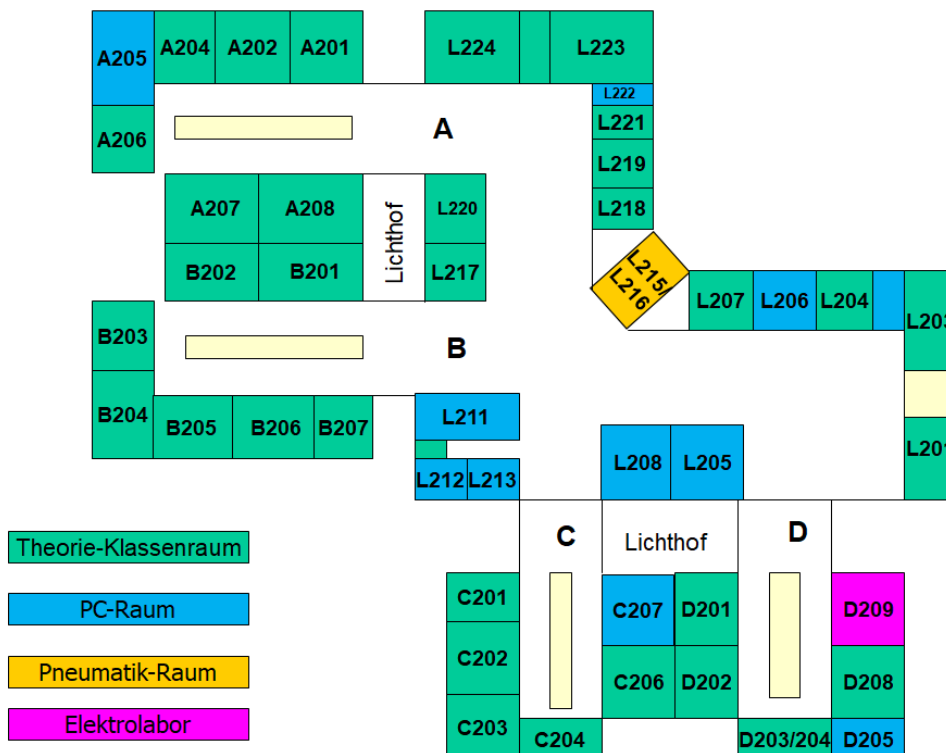 A205
A204
A202
A201
L224
L223
L222
A206
A
L221
L219
L218
A207
A208
Lichthof
L220
B202
B201
L217
L215/
L216
L207
L206
L204
L203
B203
B
B204
B205
B206
B207
L211
L212
L213
L208
L205
L201
C
Lichthof
D
Theorie-Klassenraum
PC-Raum
Pneumatik-Raum
Elektrolabor
C201
C202
C203
C204
C207
D201
C206
D202
D209
D208
D203/204
D205